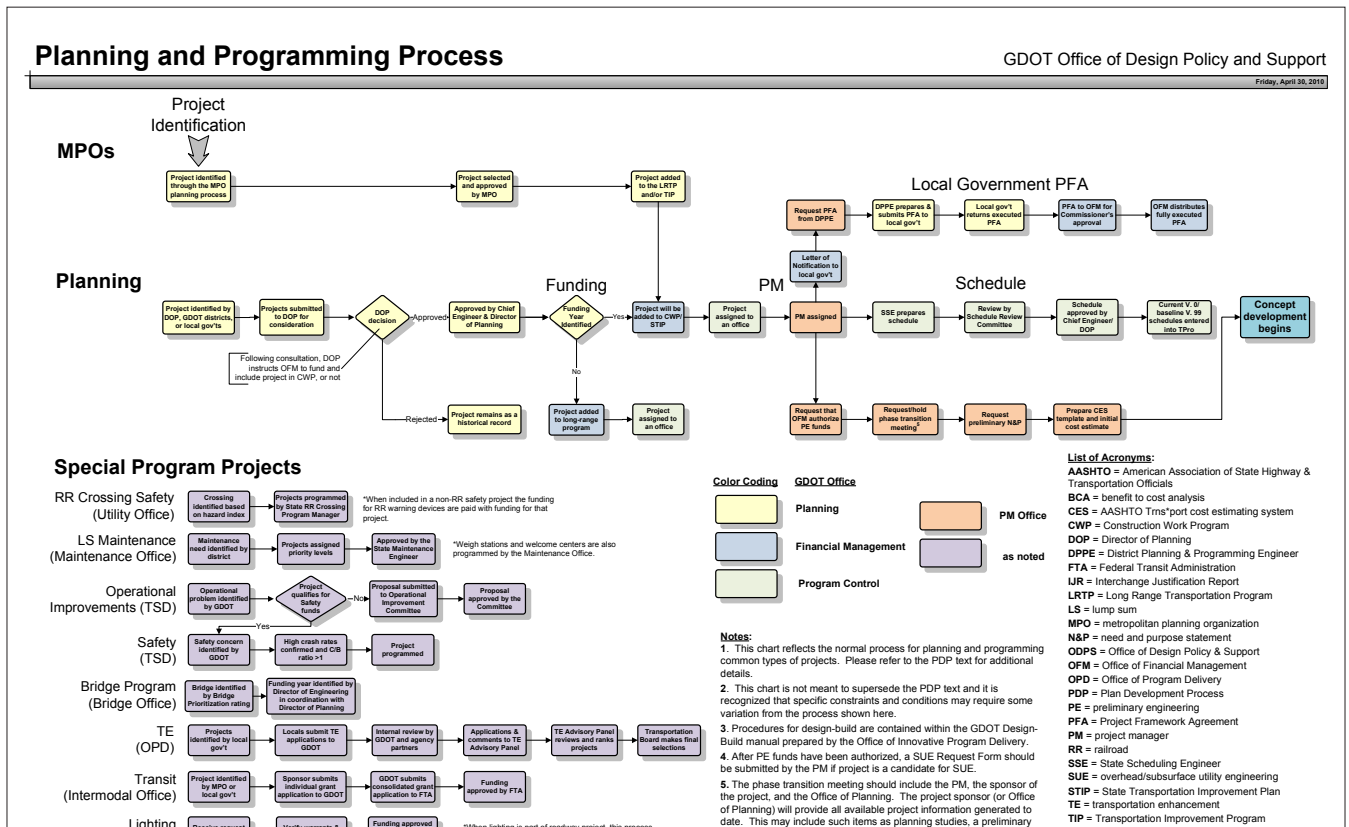 Planning and Programming Process
GDOT Office of Design Policy and Support
Friday, April 30, 2010
Project
Identification
MPOs
Project identified
through the MPO
planning process
Project selected
and approved
by MPO
Project added
to the LRTP
and/or TIP
Local Government PFA
Request PFA
from DPPE
DPPE prepares &
submits PFA to
local gov't
Local gov't
returns executed
PFA
PFA to OFM for
Commissioner's
approval
OFM distributes
fully executed
PFA
Letter of
Notification to
local gov't
Planning
Funding
PM
Schedule
Project identified by
DOP, GDOT districts,
or local gov'ts
Projects submitted
to DOP for
consideration
DOP
decision
Approved
Approved by Chief
Engineer & Director
of Planning
Funding
Year
Identified
Yes
Project will be
added to CWP/
STIP
Project
assigned to
an office
PM assigned
SSE prepares
schedule
Review by
Schedule Review
Committee
Schedule
approved by
Chief Engineer/
DOP
Current V. 0/
baseline V. 99
schedules entered
into TPro
Concept
development
begins
Following consultation, DOP
instructs OFM to fund and
include project in CWP, or not
No
Rejected
Project remains as a
historical record
Project added
to long-range
program
Project
assigned to
an office
Request that
OFM authorize
PE funds
Request/hold
phase transition
meeting5
Request
preliminary N&P
Prepare CES
template and initial
cost estimate
Special Program Projects
RR Crossing Safety
(Utility Office)
Crossing
identified based
on hazard index
Projects programmed
by State RR Crossing
Program Manager
*When included in a non-RR safety project the funding
for RR warning devices are paid with funding for that
project.
LS Maintenance
(Maintenance Office)
Maintenance
need identified by
district
Projects assigned
priority levels
Approved by the
State Maintenance
Engineer
*Weigh stations and welcome centers are also
programmed by the Maintenance Office.
Operational
Improvements (TSD)
Operational
problem identified
by GDOT
Project
qualifies for
Safety
funds
No
Proposal submitted
to Operational
Improvement
Committee
Proposal
approved by the
Committee
Yes
Safety
(TSD)
Safety concern
identified by
GDOT
High crash rates
confirmed and C/B
ratio >1
Project
programmed
Bridge Program
(Bridge Office)
Bridge identified
by Bridge
Prioritization rating
Funding year identified by
Director of Engineering
in coordination with
Director of Planning
TE
(OPD)
Projects
identified by local
gov't
Locals submit TE
applications to
GDOT
Internal review by
GDOT and agency
partners
Applications &
comments to TE
Advisory Panel
TE Advisory Panel
reviews and ranks
projects
Transportation
Board makes final
selections
Transit
(Intermodal Office)
Project identified
by MPO or
local gov't
Sponsor submits
individual grant
application to GDOT
GDOT submits
consolidated grant
application to FTA
Funding
approved by FTA
Lighting
Funding approved
Color Coding
GDOT Office
Planning
Financial Management
Program Control
PM Office
as noted
Notes:
1. This chart reflects the normal process for planning and programming
common types of projects. Please refer to the PDP text for additional
details.
2. This chart is not meant to supersede the PDP text and it is
recognized that specific constraints and conditions may require some
variation from the process shown here.
3. Procedures for design-build are contained within the GDOT Design-
Build manual prepared by the Office of Innovative Program Delivery.
4. After PE funds have been authorized, a SUE Request Form should
be submitted by the PM if project is a candidate for SUE.
5. The phase transition meeting should include the PM, the sponsor of
the project, and the Office of Planning. The project sponsor (or Office
of Planning) will provide all available project information generated to
date. This may include such items as planning studies, a preliminary
List of Acronyms:
AASHTO = American Association of State Highway &
Transportation Officials
BCA = benefit to cost analysis
CES = AASHTO Trns*port cost estimating system
CWP = Construction Work Program
DOP = Director of Planning
DPPE = District Planning & Programming Engineer
FTA = Federal Transit Administration
IJR = Interchange Justification Report
LRTP = Long Range Transportation Program
LS = lump sum
MPO = metropolitan planning organization
N&P = need and purpose statement
ODPS = Office of Design Policy & Support
OFM = Office of Financial Management
OPD = Office of Program Delivery
PDP = Plan Development Process
PE = preliminary engineering
PFA = Project Framework Agreement
PM = project manager
RR = railroad
SSE = State Scheduling Engineer
SUE = overhead/subsurface utility engineering
STIP = State Transportation Improvement Plan
TE = transportation enhancement
TIP = Transportation Improvement Program